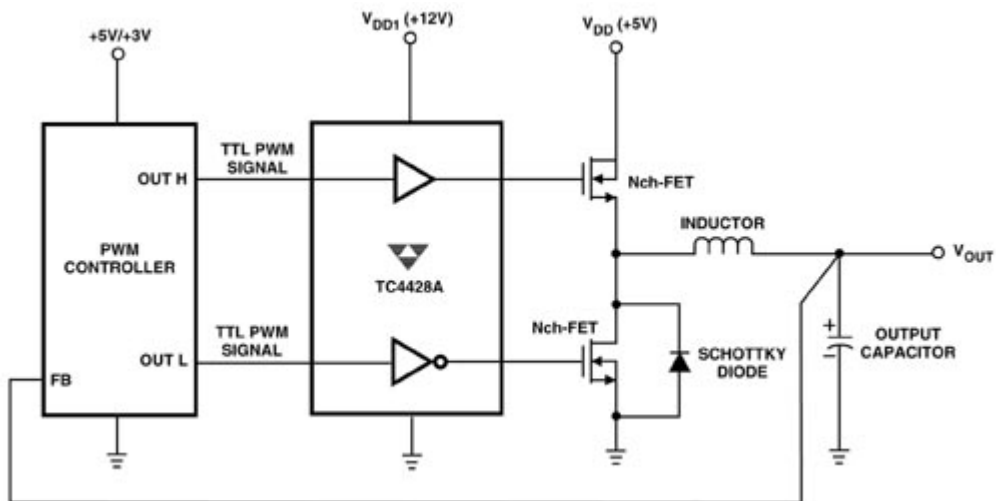 +5V/+3V
VDD1 (+12V)
VDD (+5V)
TTL PWM
SIGNAL
OUT H
Nch-FET
INDUCTOR
PWM
CONTROLLER
TC4428A
VOUT
TTL PWM
SIGNAL
Nch-FET
OUT L
FB
SCHOTTKY
DIODE
+
−
OUTPUT
CAPACITOR